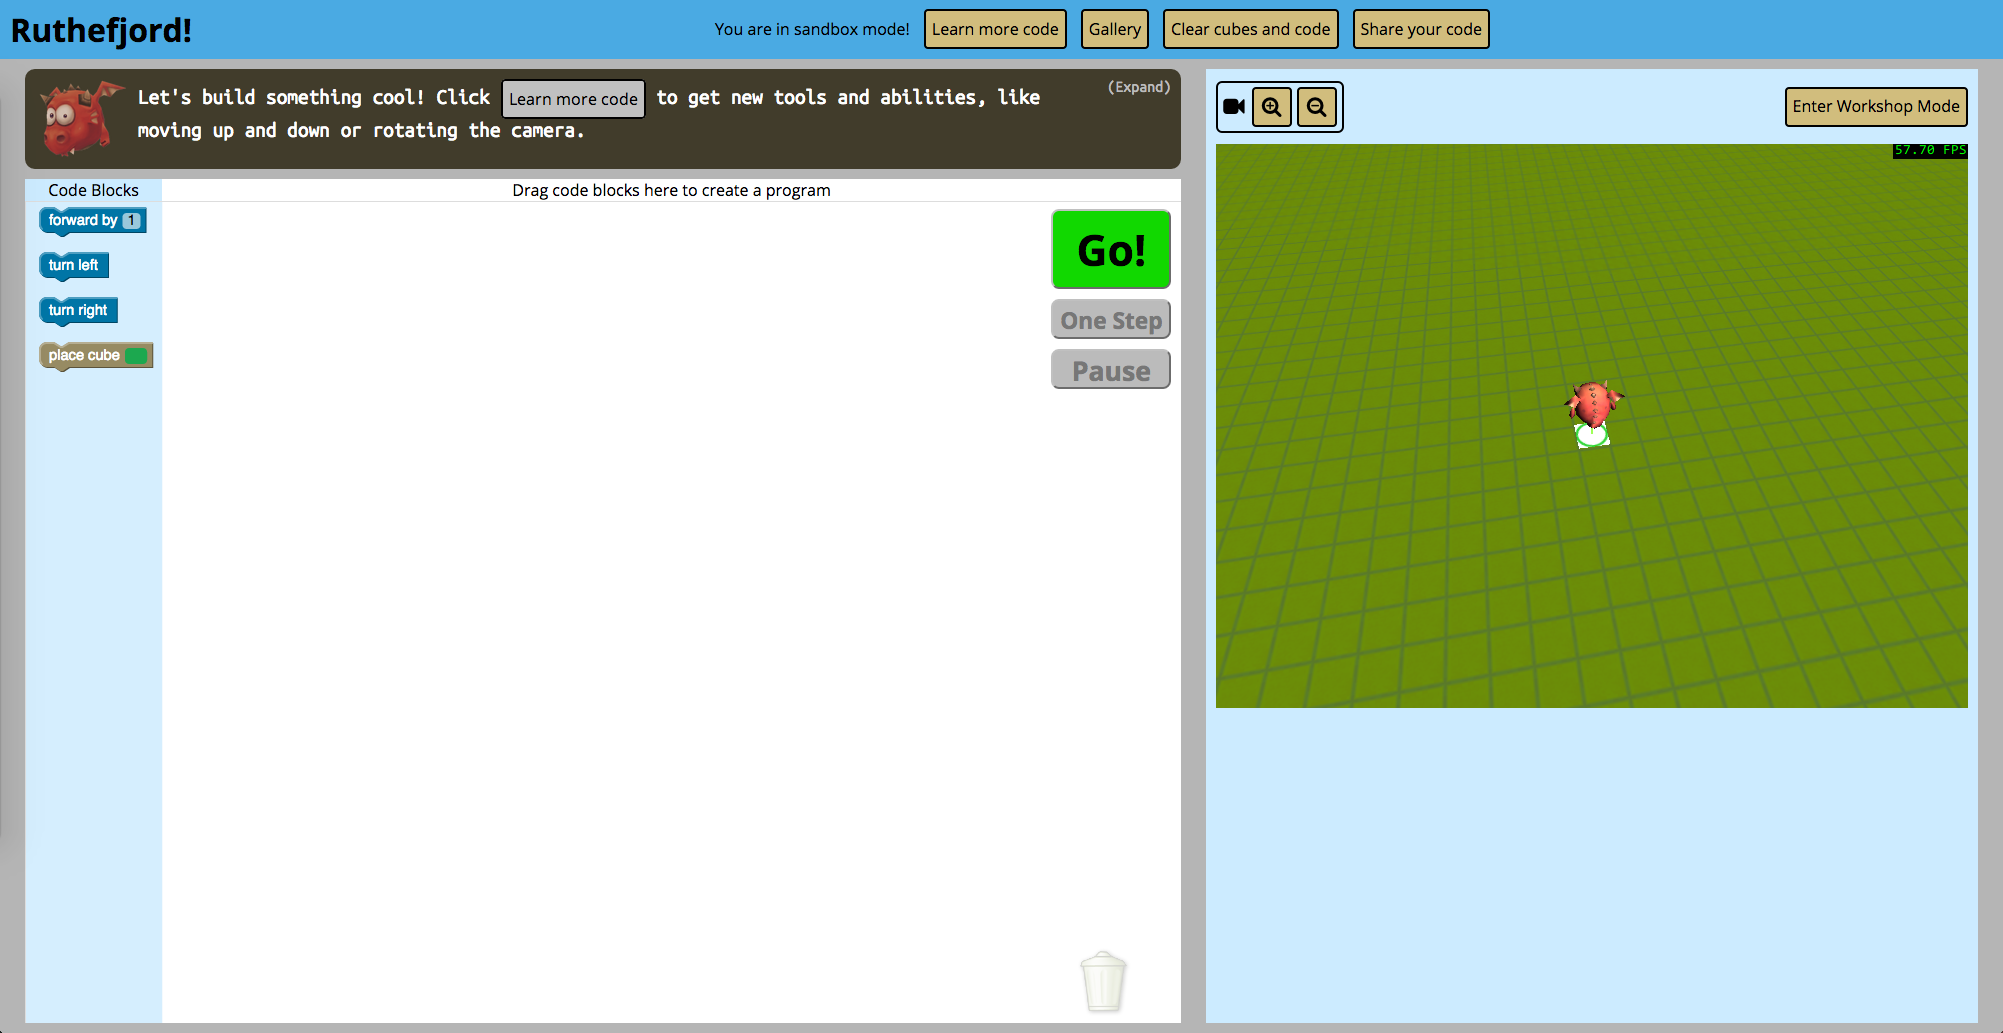 Ruthefjord!
You are in sandbox mode! Learn more code Gallery Clear cubes and code Share your code
Let's build something cool! Click Learn more code to get new tools and abilities, like
moving up and down or rotating the camera.
(Expand)
Code Blocks
Drag code blocks here to create a program
forward by 1
turn left
turn right
place cube
Go!
One Step
Pause
Enter Workshop Mode
57.70 FPS